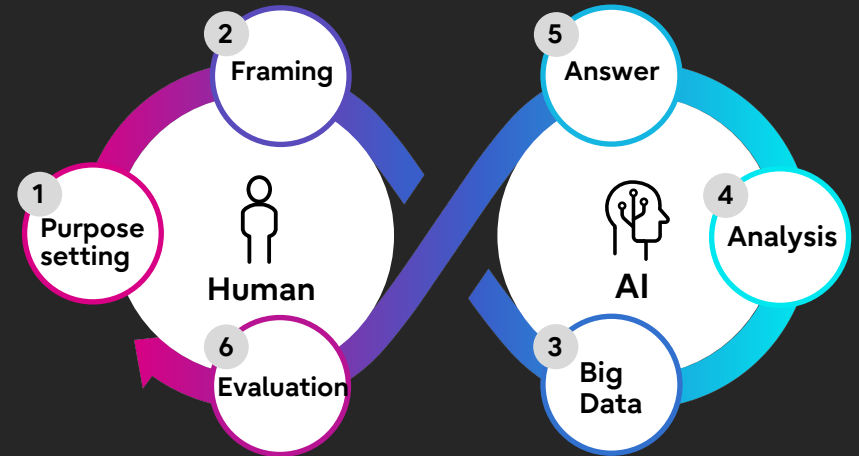 1
Purpose
setting
2
Framing
Human
6
Evaluation
5
Answer
4
Analysis
AI
3
Big
Data